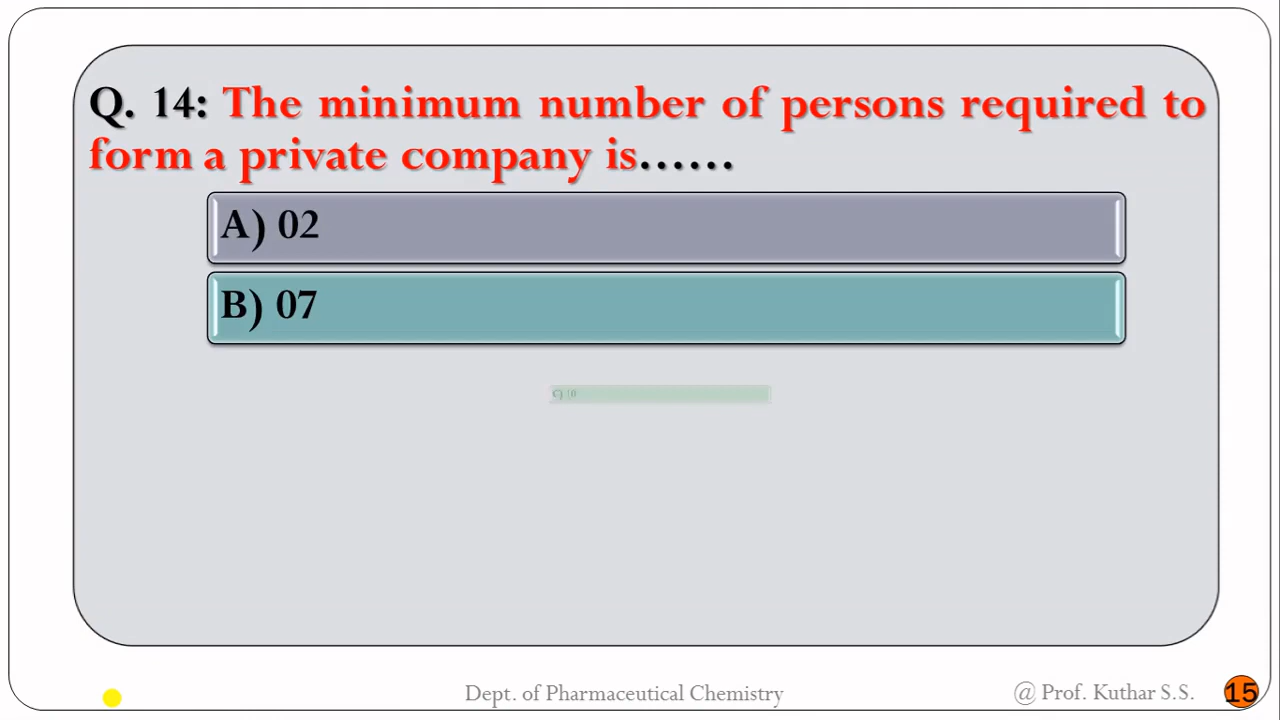 Q. 14: The minimum number of persons required to
form a private company is......
A) 02
B) 07
C) 10
Dept. of Pharmaceutical Chemistry
@ Prof. Kuthar S.S.
15